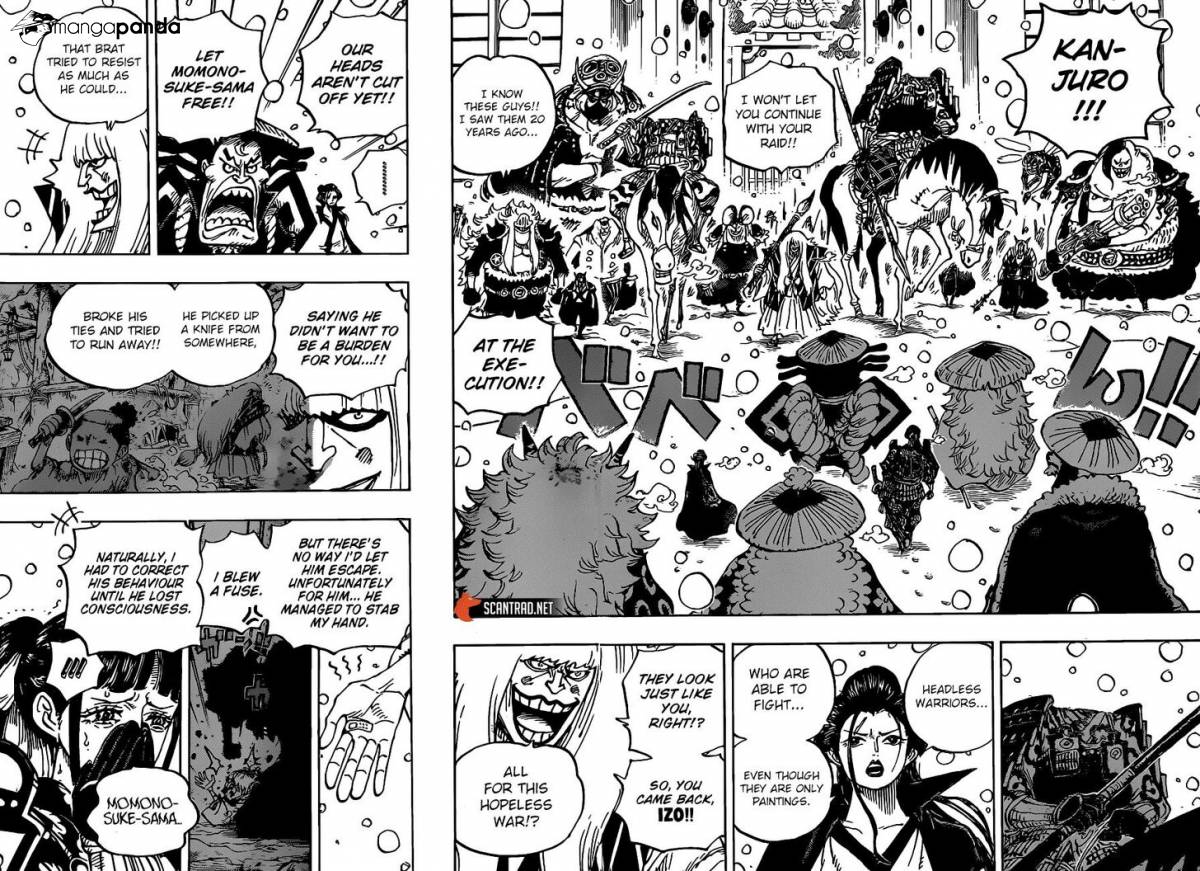 KAN-
JURO
!!!
I WON'T LET
YOU CONTINUE
WITH YOUR
RAID!!
I KNOW
THESE GUYS!!
I SAW THEM 20
YEARS AGO...
AT THE
EXE-
CUTION!!
べべん!!
SCANTRAD.NET
HEADLESS
WARRIORS...
WHO ARE
ABLE TO
FIGHT...
EVEN THOUGH
THEY ARE ONLY
PAINTINGS.
THEY LOOK
JUST LIKE
YOU,
RIGHT!?
SO, YOU
CAME BACK,
IZO!!
ALL
FOR THIS
HOPELESS
WAR!?
mangapanda
OUR
HEADS
AREN'T CUT
OFF YET!!
LET
MOMONO-
SUKE-SAMA
FREE!!
THAT BRAT
TRIED TO RESIST
AS MUCH AS
HE COULD...
SAYING HE
DIDN'T WANT TO
BE A BURDEN
FOR YOU...!!
HE PICKED UP
A KNIFE FROM
SOMEWHERE,
BROKE HIS
TIES AND TRIED
TO RUN AWAY!!
BUT THERE'S
NO WAY I'D LET
HIM ESCAPE.
UNFORTUNATELY
FOR HIM... HE
MANAGED TO STAB
MY HAND.
I BLEW
A FUSE.
NATURALLY, I
HAD TO CORRECT
HIS BEHAVIOUR
UNTIL HE LOST
CONSCIOUSNESS.
!!!
MOMONO-
SUKE-SAMA...